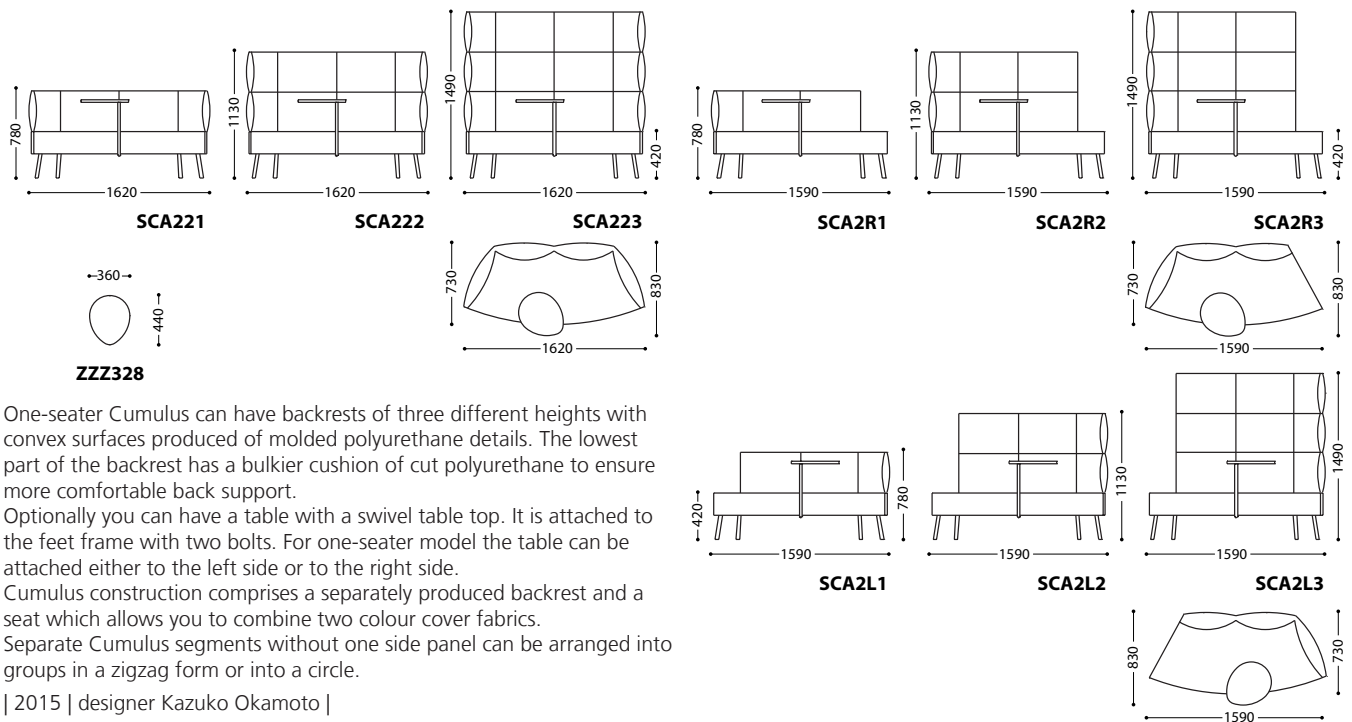 1490
1490
1130
1130
780
780
420
420
1620
1620
1620
1590
1590
1590
SCA221
SCA222
SCA223
SCA2R1
SCA2R2
SCA2R3
730
830
730
830
360
440
1620
1590
ZZZ328
One-seater Cumulus can have backrests of three different heights with
convex surfaces produced of molded polyurethane details. The lowest
part of the backrest has a bulkier cushion of cut polyurethane to ensure
more comfortable back support.
Optionally you can have a table with a swivel table top. It is attached to
the feet frame with two bolts. For one-seater model the table can be
attached either to the left side or to the right side.
Cumulus construction comprises a separately produced backrest and a
seat which allows you to combine two colour cover fabrics.
Separate Cumulus segments without one side panel can be arranged into
groups in a zigzag form or into a circle.
| 2015 | designer Kazuko Okamoto |
420
780
1130
1490
1590
1590
1590
SCA2L1
SCA2L2
SCA2L3
830
730
1590